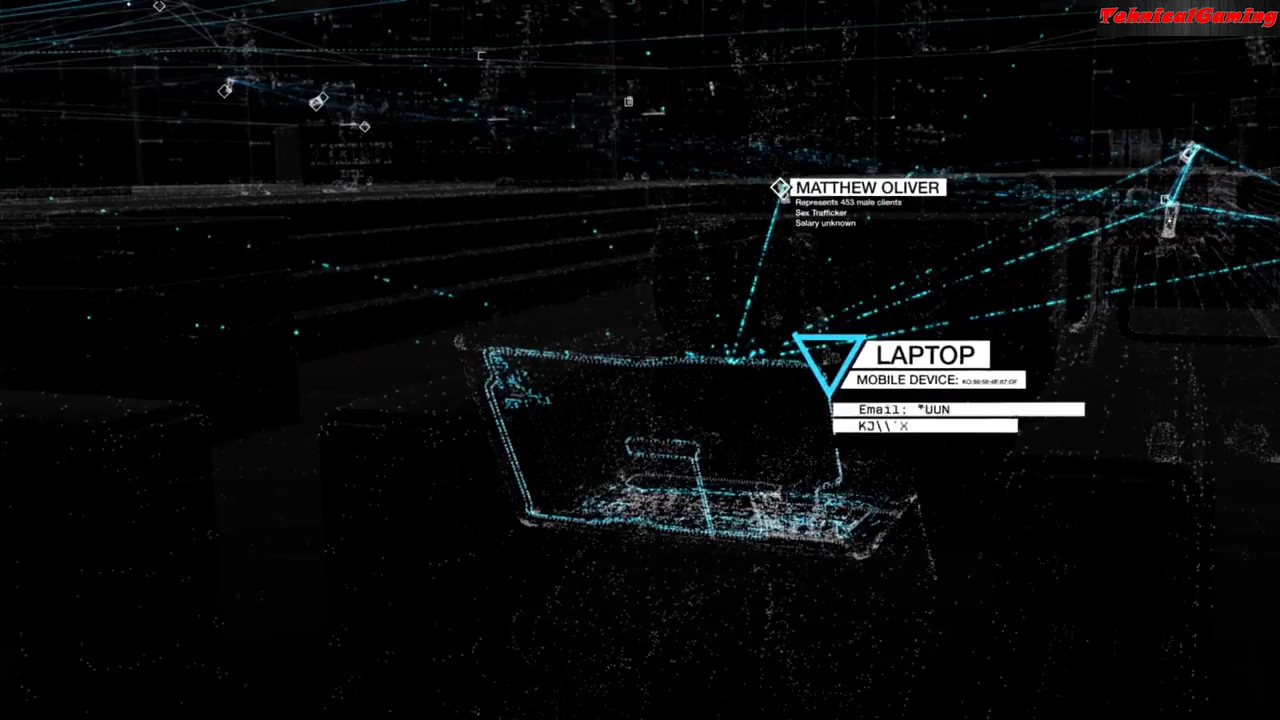 TehnicalGaming
MATTHEW OLIVER
Represents 453 male clients
Sex Trafficker
Salary unknown
LAPTOP
MOBILE DEVICE:
Email: *UUN
KJ\\`X